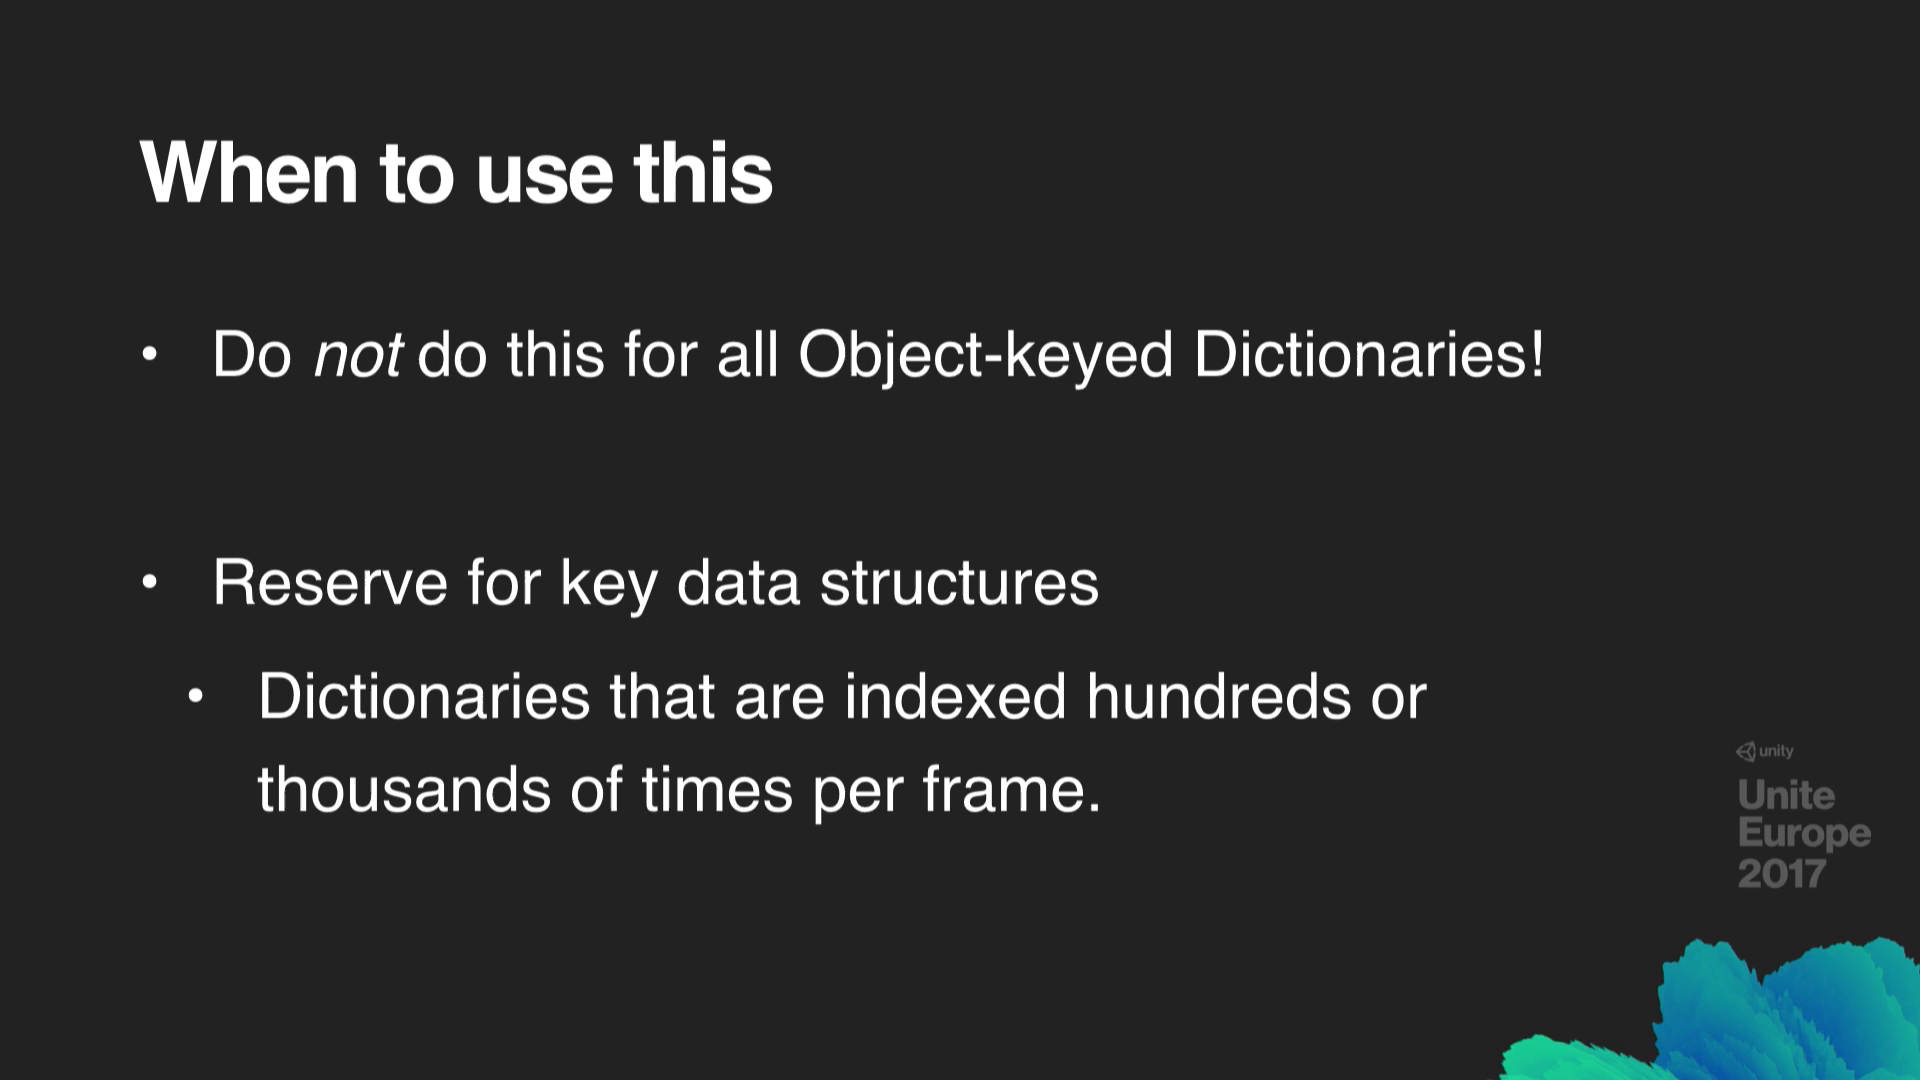 When to use this
• Do not do this for all Object-keyed Dictionaries!
• Reserve for key data structures
• Dictionaries that are indexed hundreds or
thousands of times per frame.
unity
Unite
Europe
2017